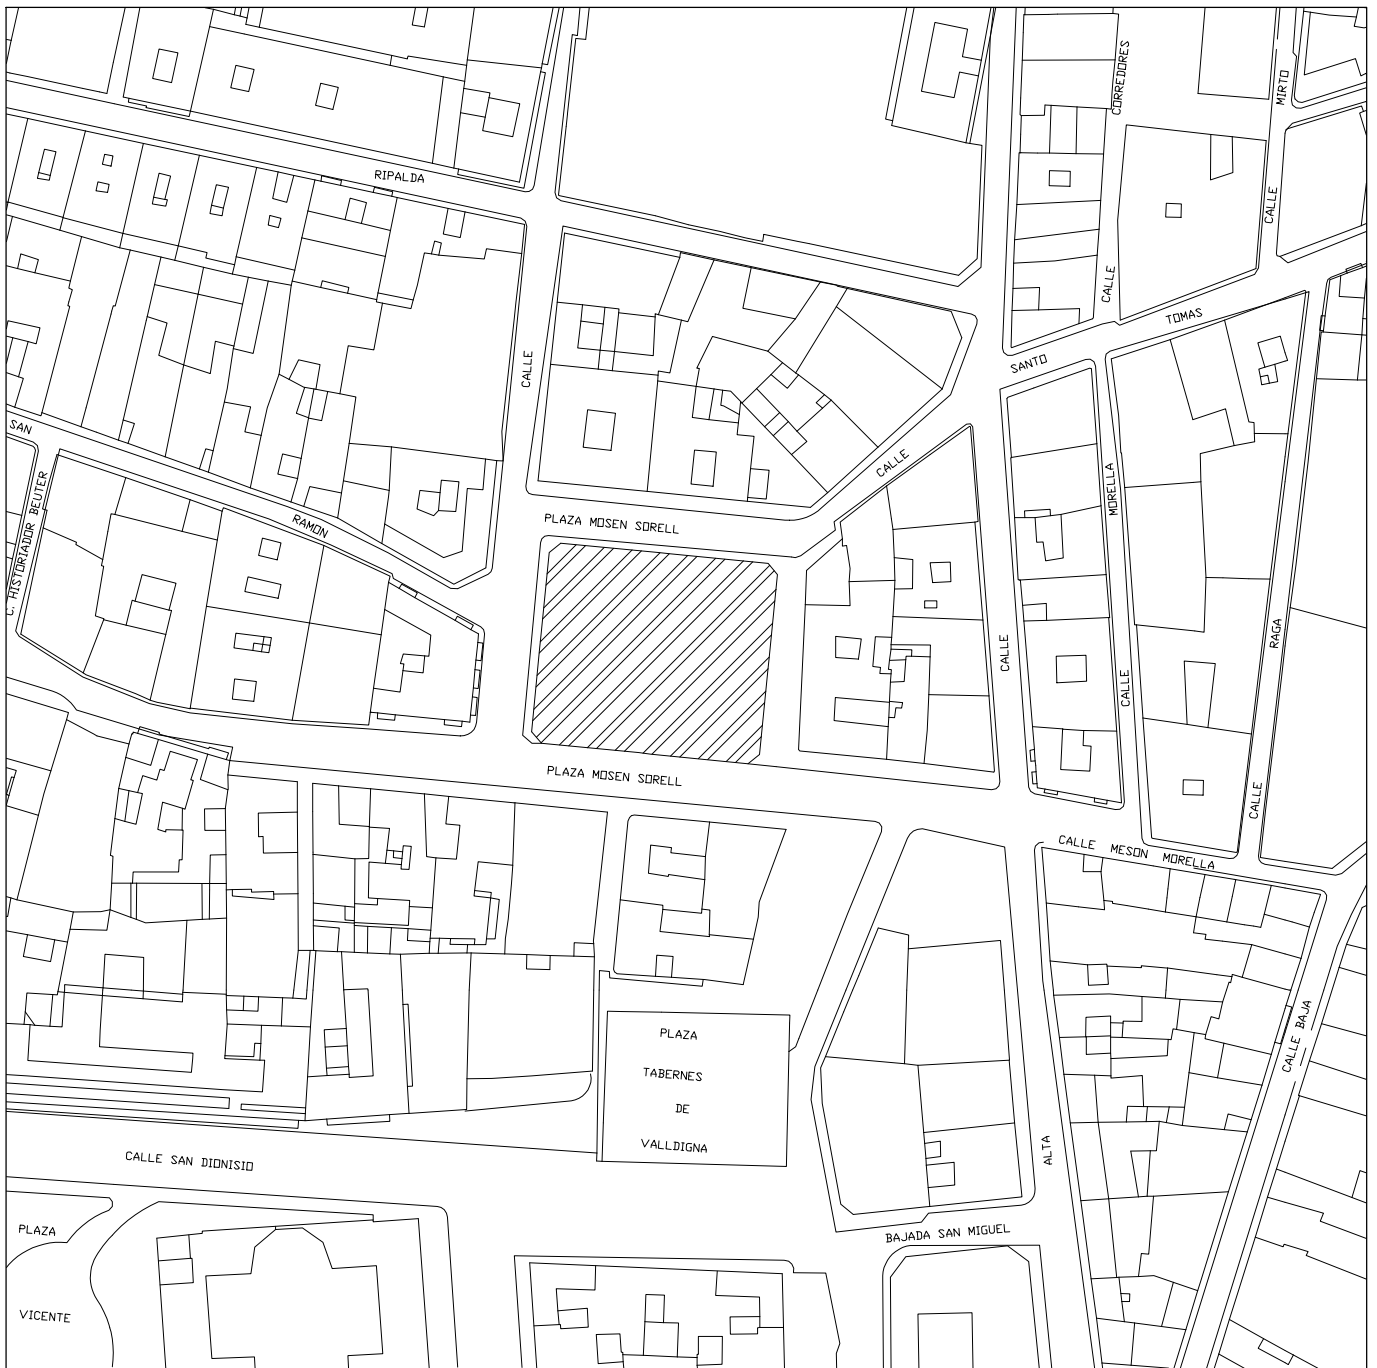 CORREDORES
MIRTO
RIPALDA
CALLE
CALLE
TOMAS
CALLE
SANTO
SAN
CALLE
C. HISTORIADOR BEUTER
MORELLA
RAMON
PLAZA MOSEN SORELL
RAGA
CALLE
CALLE
PLAZA MOSEN SORELL
CALLE
CALLE MESON MORELLA
PLAZA
TABERNES
DE
VALLDIGNA
CALLE BAJA
ALTA
CALLE SAN DIONISIO
PLAZA
BAJADA SAN MIGUEL
VICENTE